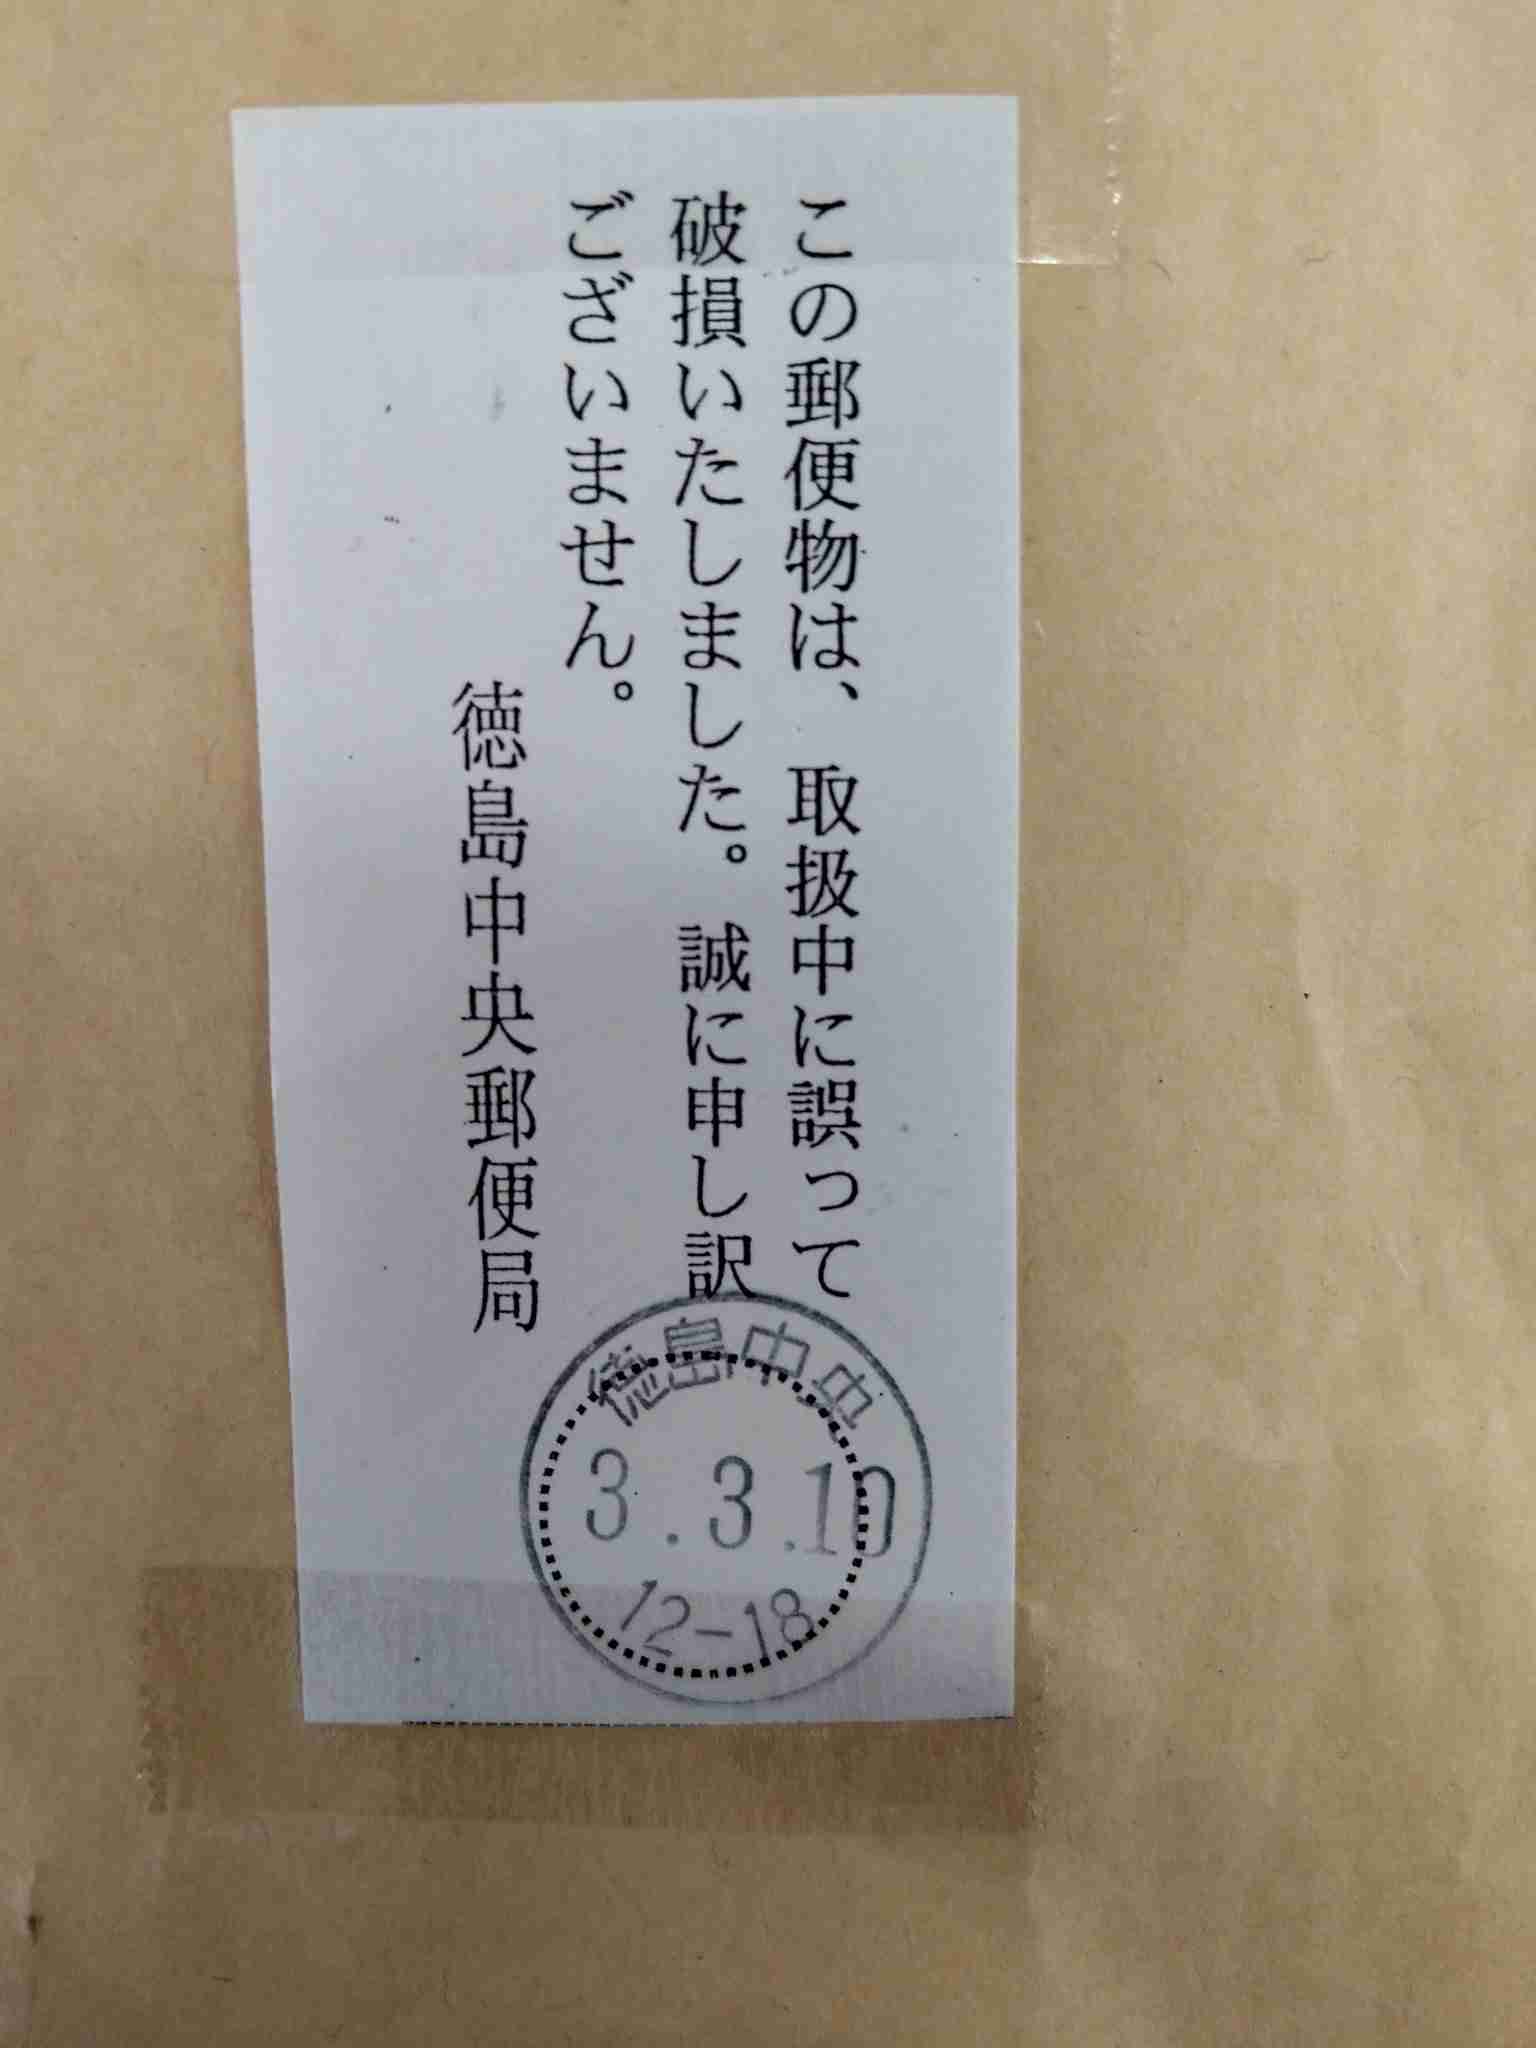 この郵便物は、取扱中に誤って
破損いたしました。誠に申し訳
ございません。
徳島中央郵便局
徳島中央
3.3.10
12-18